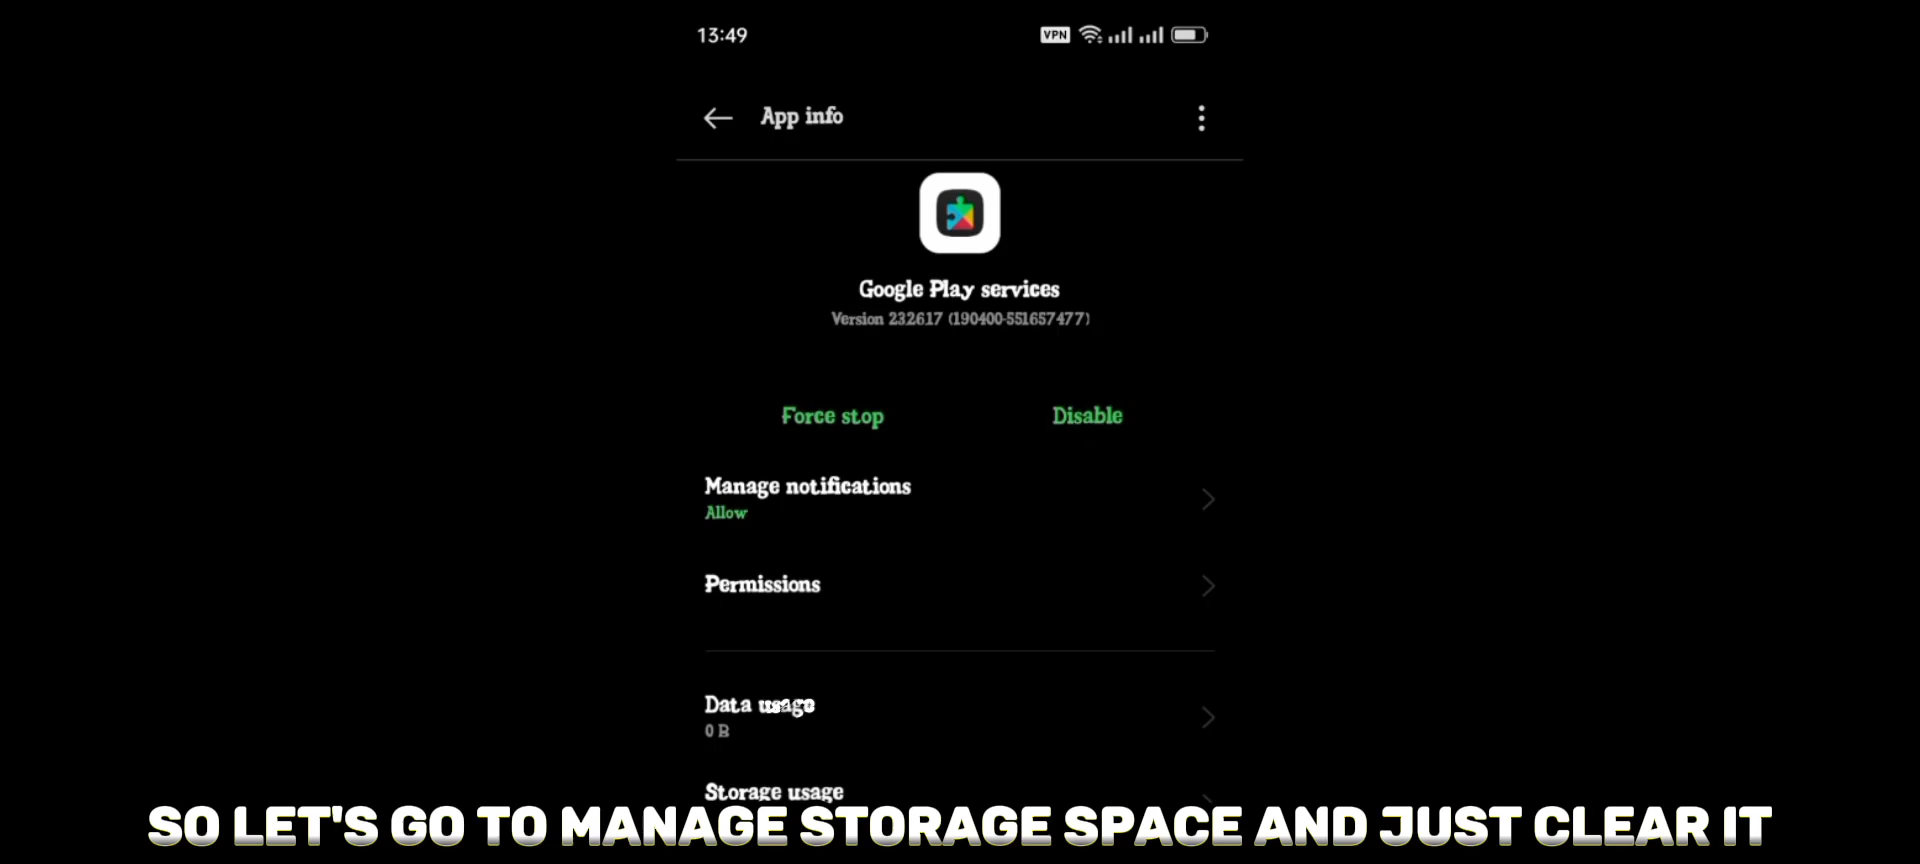 13:49
VPN
App info
Google Play services
Version 232617 (190400-551657477)
Force stop
Disable
Manage notifications
Allow
Permissions
Data usage
0 B
Storage usage
SO LET'S GO TO MANAGE STORAGE SPACE AND JUST CLEAR IT